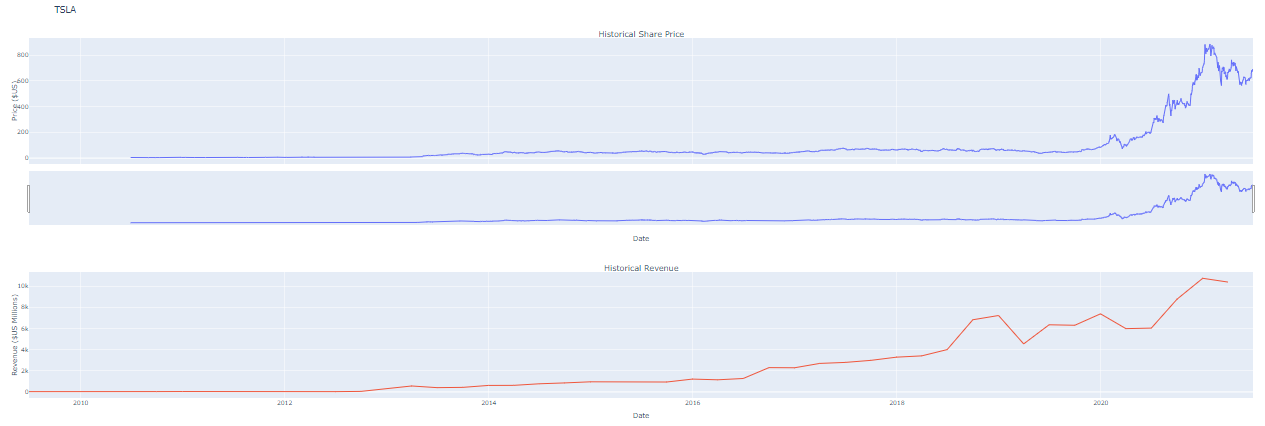 TSLA
Historical Share Price
Price ($US)
800
600
400
200
0
Date
Historical Revenue
Revenue ($US Millions)
10k
8k
6k
4k
2k
0
2010 2012 2014 2016 2018 2020
Date